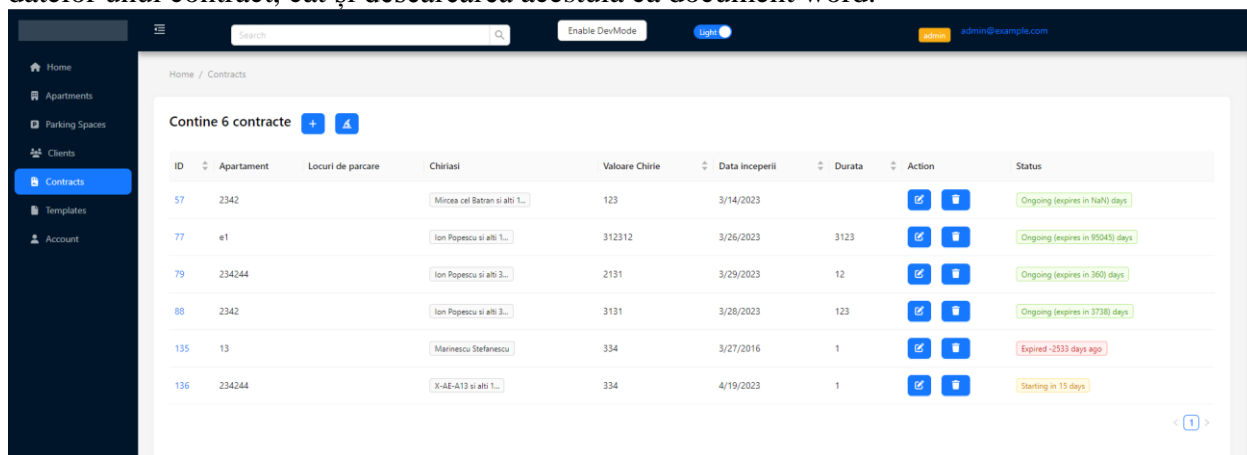 datelor unui contract, cât și descărcarea acestuia ca document word.
Search Enable DevMode Light admin admin@example.com
Home
Apartments
Parking Spaces
Clients
Contracts
Templates
Account
Home / Contracts
Contine 6 contracte +
ID Apartament Locuri de parcare Chiriasi Valoare Chirie Data inceperii Durata Action Status
57 2342 Mircea cel Batran si alti 1... 123 3/14/2023 Ongoing (expires in NaN) days
77 e1 Ion Popescu si alti 1... 312312 3/26/2023 3123 Ongoing (expires in 95045) days
79 234244 Ion Popescu si alti 3... 2131 3/29/2023 12 Ongoing (expires in 360) days
88 2342 Ion Popescu si alti 3... 3131 3/28/2023 123 Ongoing (expires in 3738) days
135 13 Marinescu Stefanescu 334 3/27/2016 1 Expired -2533 days ago
136 234244 X-AE-A13 si alti 1... 334 4/19/2023 1 Starting in 15 days
< 1 >